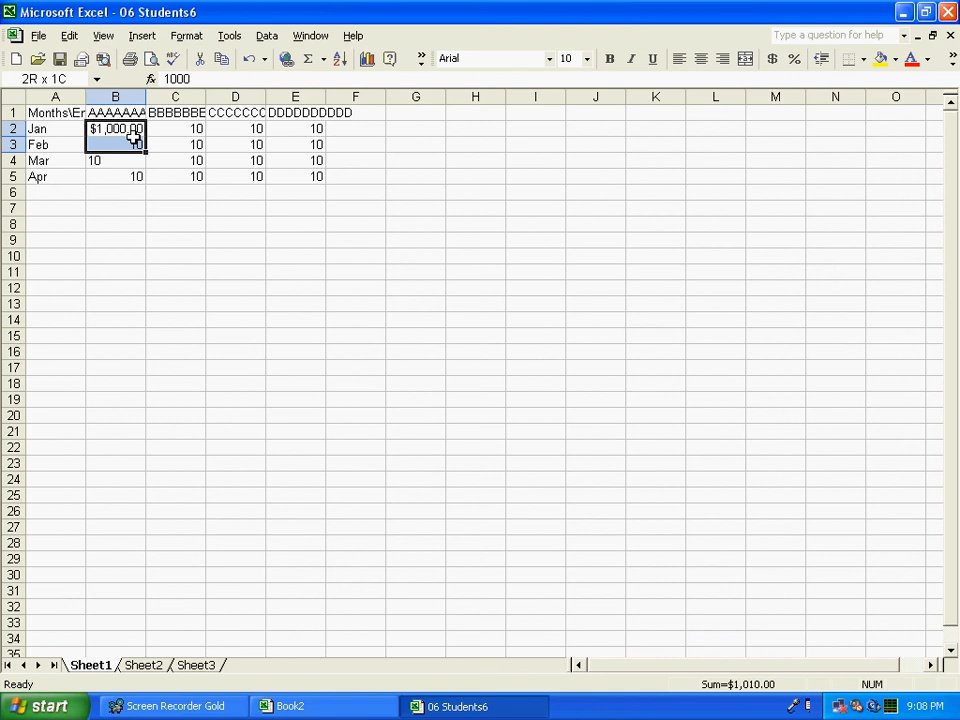 Microsoft Excel - 06 Students6
File Edit View Insert Format Tools Data Window Help
Type a question for help
Arial 10 B I U $ %
2R x 1C fx 1000
A B C D E F G H I J K L M N O
1 Months\Er AAAAAAA BBBBBBE CCCCCCC DDDDDDDDDD
2 Jan $1,000.00 10 10 10
3 Feb 10 10 10 10
4 Mar 10 10 10 10
5 Apr 10 10 10 10
6
7
8
9
10
11
12
13
14
15
16
17
18
19
20
21
22
23
24
25
26
27
28
29
30
31
32
33
34
35
Sheet1 Sheet2 Sheet3
Ready Sum=$1,010.00 NUM
start Screen Recorder Gold Book2 06 Students6 9:08 PM